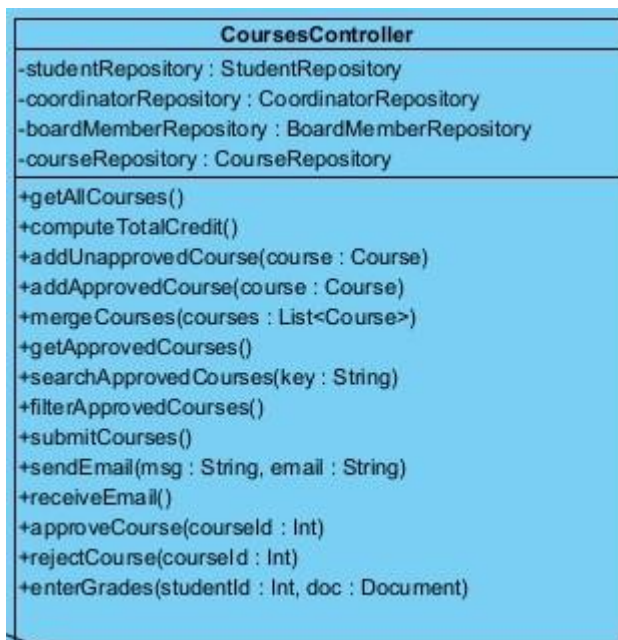 CoursesController
-studentRepository : StudentRepository
-coordinatorRepository : CoordinatorRepository
-boardMemberRepository : BoardMemberRepository
-courseRepository : CourseRepository
+getAllCourses()
+computeTotalCredit()
+addUnapprovedCourse(course : Course)
+addApprovedCourse(course : Course)
+mergeCourses(courses : List<Course>)
+getApprovedCourses()
+searchApprovedCourses(key : String)
+filterApprovedCourses()
+submitCourses()
+sendEmail(msg : String, email : String)
+receiveEmail()
+approveCourse(courseId : Int)
+rejectCourse(courseId : Int)
+enterGrades(studentId : Int, doc : Document)